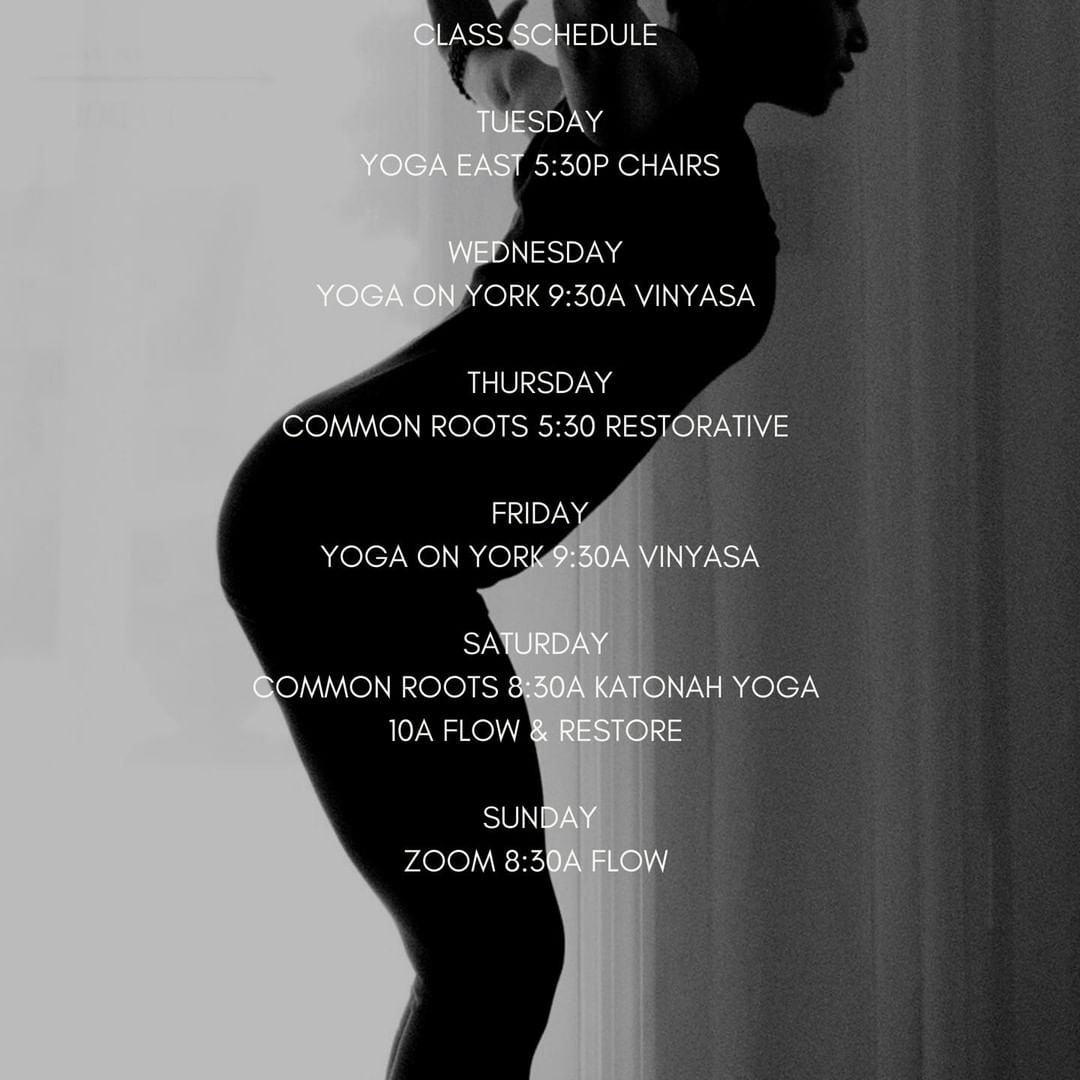 CLASS SCHEDULE
TUESDAY
YOGA EAST 5:30P CHAIRS
WEDNESDAY
YOGA ON YORK 9:30A VINYASA
THURSDAY
COMMON ROOTS 5:30 RESTORATIVE
FRIDAY
YOGA ON YORK 9:30A VINYASA
SATURDAY
COMMON ROOTS 8:30A KATONAH YOGA
10A FLOW & RESTORE
SUNDAY
ZOOM 8:30A FLOW